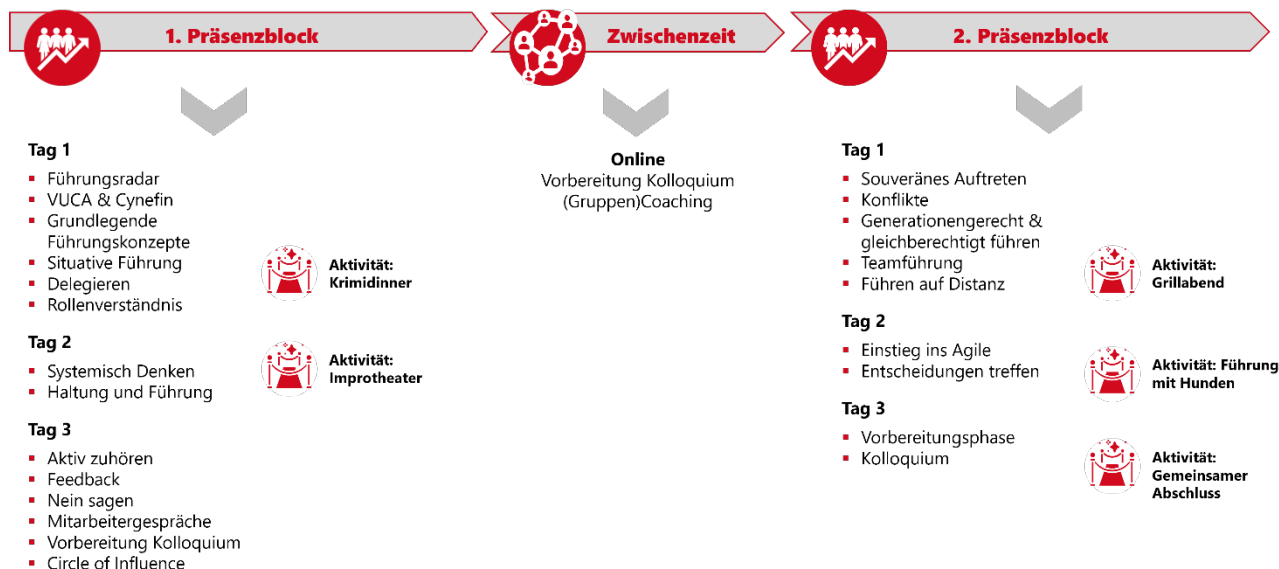 1. Präsenzblock
Zwischenzeit
2. Präsenzblock
Tag 1
Führungsradar
VUCA & Cynefin
Grundlegende
Führungskonzepte
Situative Führung
Delegieren
Rollenverständnis
Aktivität:
Krimidinner
Tag 2
Systemisch Denken
Haltung und Führung
Aktivität:
Improtheater
Tag 3
Aktiv zuhören
Feedback
Nein sagen
Mitarbeitergespräche
Vorbereitung Kolloquium
Circle of Influence
Online
Vorbereitung Kolloquium
(Gruppen)Coaching
Tag 1
Souveränes Auftreten
Konflikte
Generationengerecht &
gleichberechtigt führen
Teamführung
Führen auf Distanz
Aktivität:
Grillabend
Tag 2
Einstieg ins Agile
Entscheidungen treffen
Aktivität: Führung
mit Hunden
Tag 3
Vorbereitungsphase
Kolloquium
Aktivität:
Gemeinsamer
Abschluss